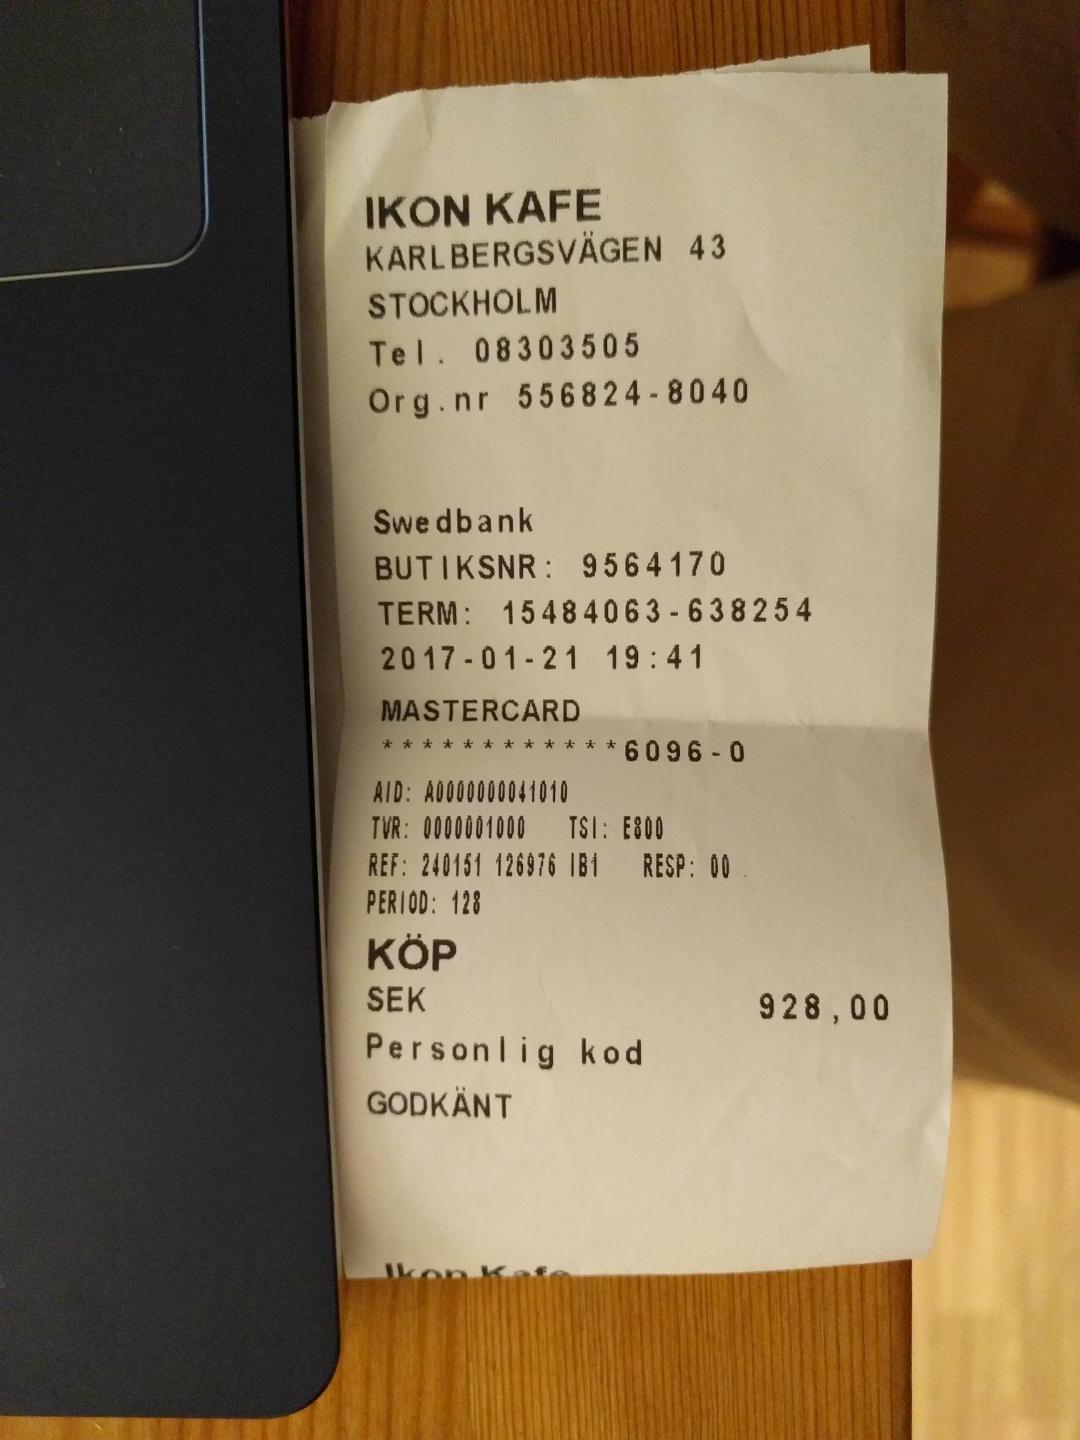 IKON KAFE
KARLBERGSVÄGEN 43
STOCKHOLM
Tel. 08303505
Org.nr 556824-8040
Swedbank
BUTIKSNR: 9564170
TERM: 15484063-638254
2017-01-21 19:41
MASTERCARD
************6096-0
AID: A0000000041010
TVR: 0000001000 TSI: E800
REF: 240151 126976 IB1 RESP: 00
PERIOD: 128
KÖP
SEK 928,00
Personlig kod
GODKÄNT
Ikon Kafe